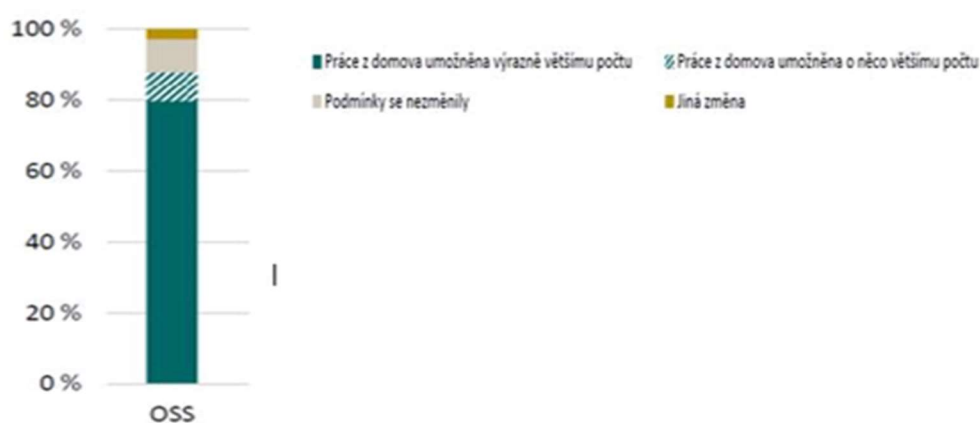 100 %
80 %
60 %
40 %
20 %
0 %
OSS
Práce z domova umožněna výrazně většímu počtu
Práce z domova umožněna o něco většímu počtu
Podmínky se nezměnily
Jiná změna